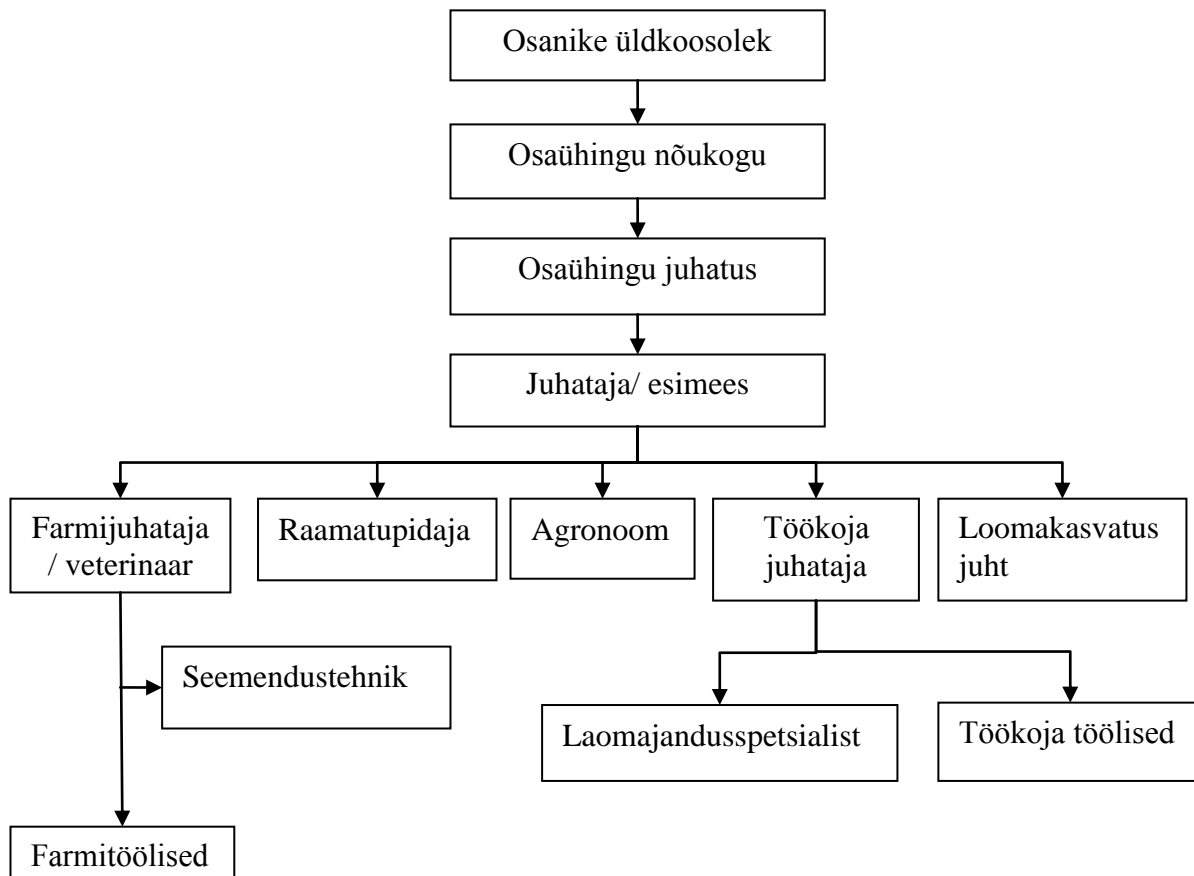 Osanike üldkoosolek
Osaühingu nõukogu
Osaühingu juhatus
Juhataja/ esimees
Farmijuhataja
/ veterinaar
Raamatupidaja
Agronoom
Töökoja
juhataja
Loomakasvatus
juht
Seemendustehnik
Laomajandusspetsialist
Töökoja töölised
Farmitöölised